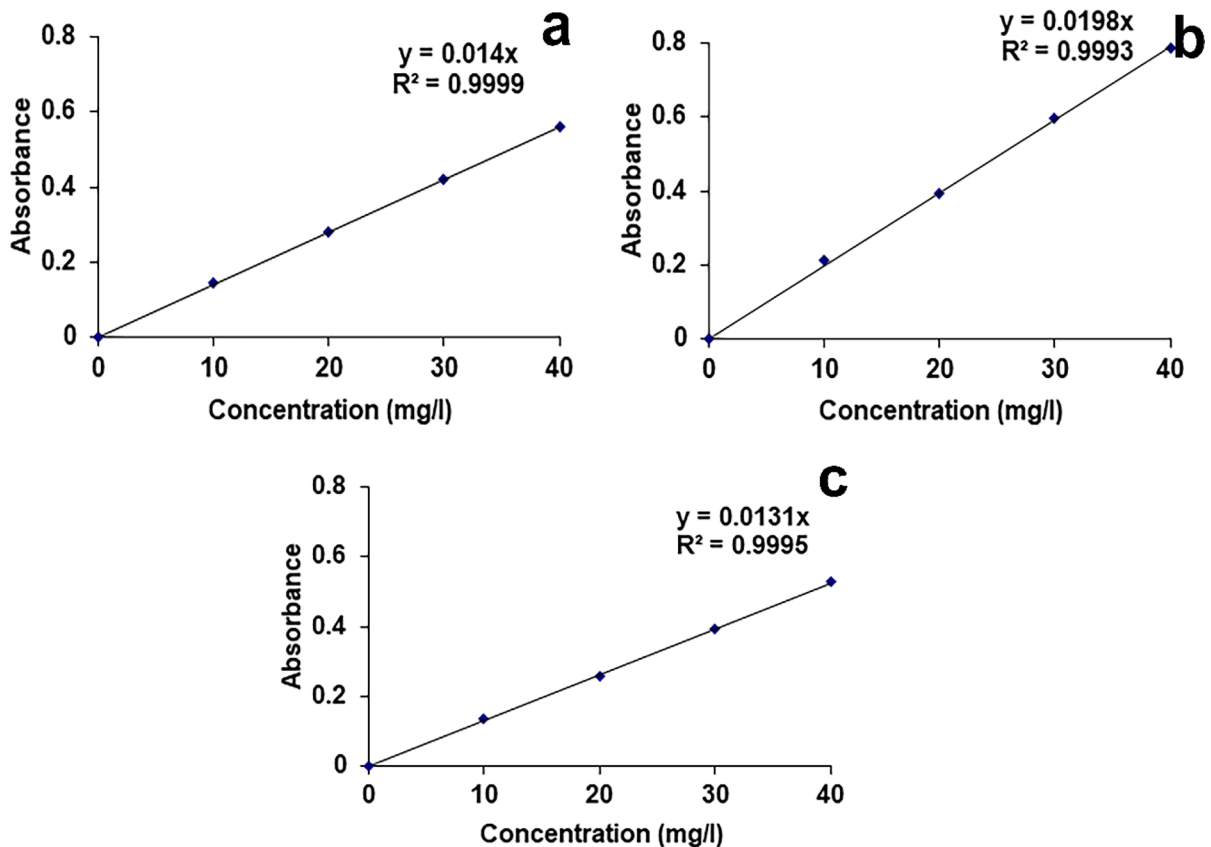 a
y = 0.014x
R² = 0.9999
0.8
0.6
0.4
0.2
0
Absorbance
0 10 20 30 40
Concentration (mg/l)
b
y = 0.0198x
R² = 0.9993
0.8
0.6
0.4
0.2
0
Absorbance
0 10 20 30 40
Concentration (mg/l)
c
y = 0.0131x
R² = 0.9995
0.8
0.6
0.4
0.2
0
Absorbance
0 10 20 30 40
Concentration (mg/l)